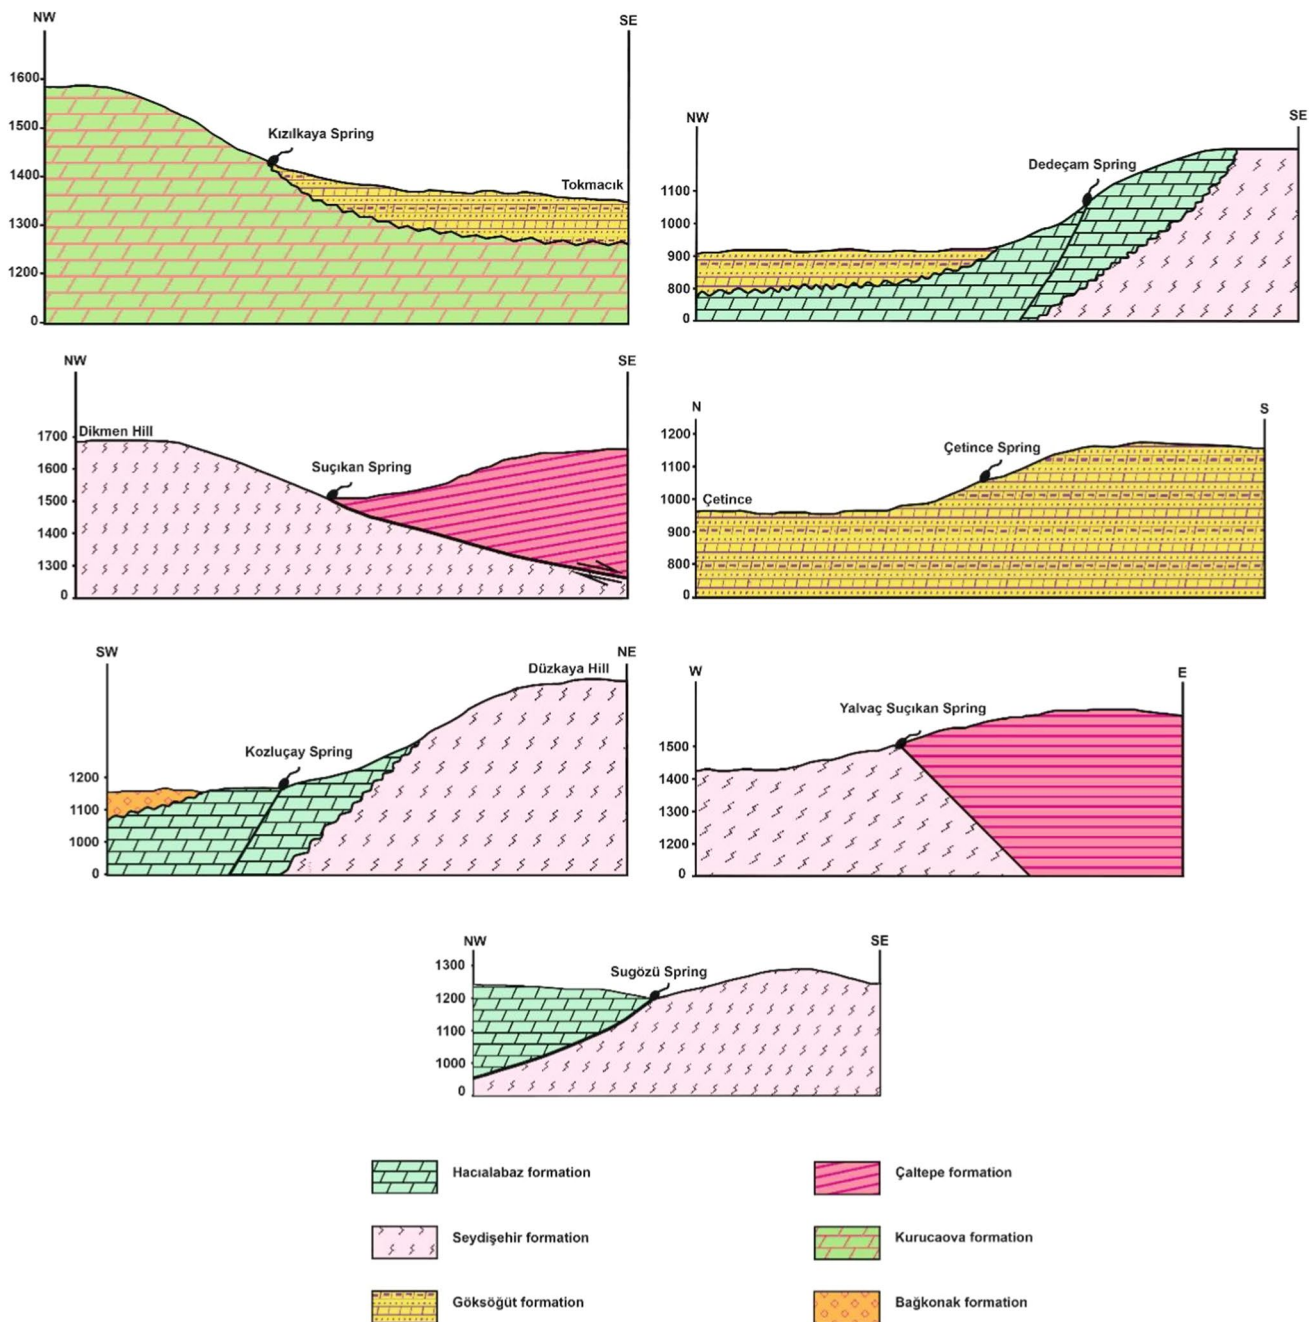 NW
SE
1600
1500
1400
1300
1200
0
Kızılkaya Spring
Tokmacık
NW
SE
1100
1000
900
800
0
Dedeçam Spring
NW
SE
1700
1600
1500
1400
1300
0
Dikmen Hill
Suçıkan Spring
N
S
1200
1100
1000
900
800
0
Çetince
Çetince Spring
SW
NE
1200
1100
1000
0
Kozluçay Spring
Düzkaya Hill
W
E
1500
1400
1300
1200
0
Yalvaç Suçıkan Spring
NW
SE
1300
1200
1100
1000
0
Sugözü Spring
Hacıalabaz formation
Çaltepe formation
Seydişehir formation
Kurucaova formation
Göksöğüt formation
Bağkonak formation